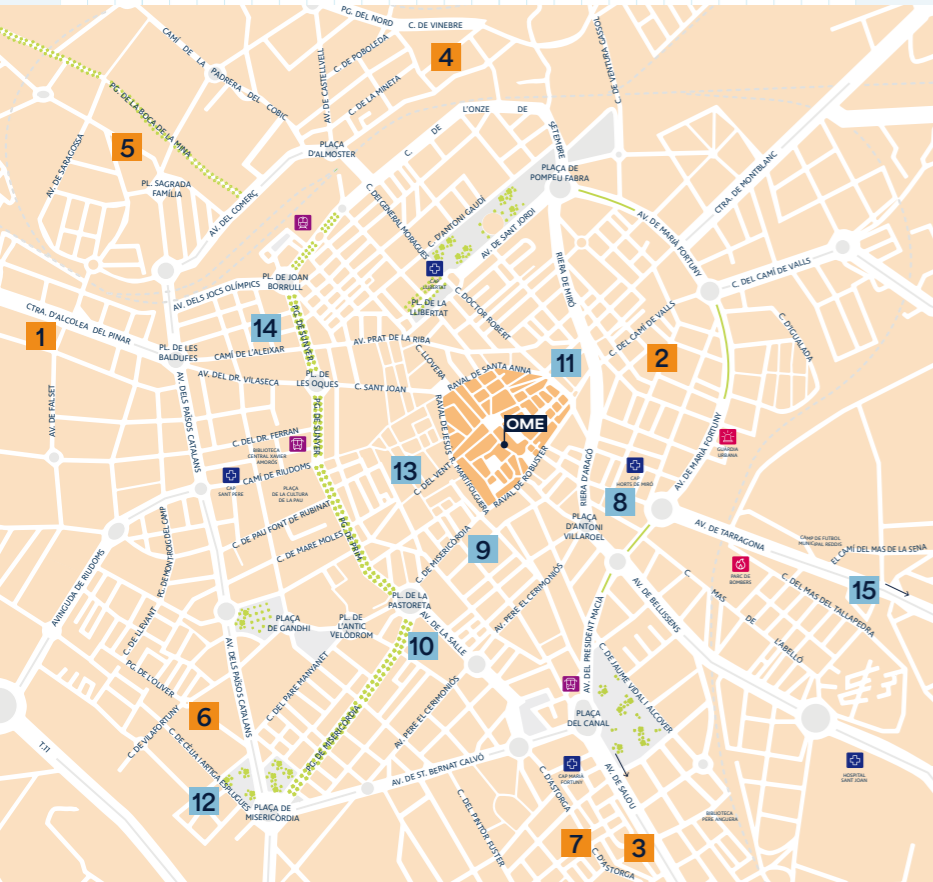 PG. DEL NORD
C. DE VINEBRE
C. DE VENTURA GASSOL
CAMÍ DE LA PADRERA DEL COBIC
AV. DE CASTELLVELL
C. DE POBOLEDA
4
C. DE LA MINETA
PG. DE LA BOCA DE LA MINA
C. DE L'ONZE DE SETEMBRE
5
AV. DE SARAGOSSA
PLAÇA
D'ALMOSTER
PLAÇA DE
POMPEU FABRA
CTRA. DE MONTBLANC
PL. SAGRADA
FAMÍLIA
AV. DEL COMERÇ
C. DEl GENERAL MORAGUES
C. D'ANTONI GAUDÍ
AV. DE SANT JORDI
AV. DE MARIÀ FORTUNY
RIERA DE MIRÓ
CAP
LLIBERTAT
PL. DE JOAN
BORRULL
AV. DELS JOCS OLÍMPICS
PL. DE LA
LLIBERTAT
C. DOCTOR ROBERT
C. DEL CAMÍ DE VALLS
CTRA. D'ALCOLEA DEL PINAR
1
14
PG. DE SUNYER
AV. PRAT DE LA RIBA
C. DEL CAMÍ DE VALLS
C. D'IGUALADA
PL. DE LES
BALDUFES
CAMÍ DE L'ALEIXAR
C. LLOVERA
RAVAL DE SANTA ANNA
11
2
AV. DE FALSET
AV. DELS PAÏSOS CATALANS
AV. DEL DR. VILASECA
PL. DE
LES OQUES
C. SANT JOAN
RAVAL DE JESÚS
R. MARTÍ FOLGUERA
OME
RAVAL DE ROBUSTER
PG. DE SUNYER
C. DEL DR. FERRAN
BIBLIOTECA
CENTRAL XAVIER
AMORÓS
AV. DE MARIÀ FORTUNY
GUÀRDIA
URBANA
13
C. DEL VENT
RIERA D'ARAGÓ
CAP
HORTS DE MIRÓ
CAP
SANT PERE
CAMÍ DE RIUDOMS
PLAÇA
DE LA CULTURA
DE LA PAU
8
C. DE PAU FONT DE RUBINAT
PG. DE PRIM
PLAÇA
D'ANTONI
VILLAROEL
AV. DE TARRAGONA
CAMP DE FUTBOL
MUNICIPAL REDDIS
EL CAMÍ DEL MAS DE LA SENA
AVINGUDA DE RIUDOMS
PG. DE MONT-ROIG DEL CAMP
C. DE MARE MOLES
C. DE MISERICÒRDIA
9
PARC DE
BOMBERS
15
C. DEL MAS DEL TALLAPEDRA
AV. PERE EL CERIMONIÓS
C. MAS DE L'ABELLÓ
AV. DE BELLISSENS
PL. DE LA
PASTORETA
C. DE LLEVANT
PLAÇA
DE GANDHI
PL. DE
L'ANTIC
VELÒDROM
AV. DE LA SALLE
10
AV. DEL PRESIDENT MACIÀ
C. DE JAUME VIDAL I ALCOVER
PG. DE L'OLIVER
AV. DELS PAÏSOS CATALANS
C. DEL PARE MANYANET
PG. DE MISERICÒRDIA
AV. PERE EL CERIMONIÓS
6
C. DE VILAFORTUNY
C. DE CÈLIA I ARTIGA ESPLUGUES
PLAÇA
DEL CANAL
T.11
12
PLAÇA DE
MISERICÒRDIA
AV. DE ST. BERNAT CALVÓ
CAP MARIA
FORTUNY
AV. DE SALOU
HOSPITAL
SANT JOAN
C. DEL PINTOR FUSTER
C. D'ASTORGA
BIBLIOTECA
PERE ANGUERA
7
3
C. D'ASTORGA